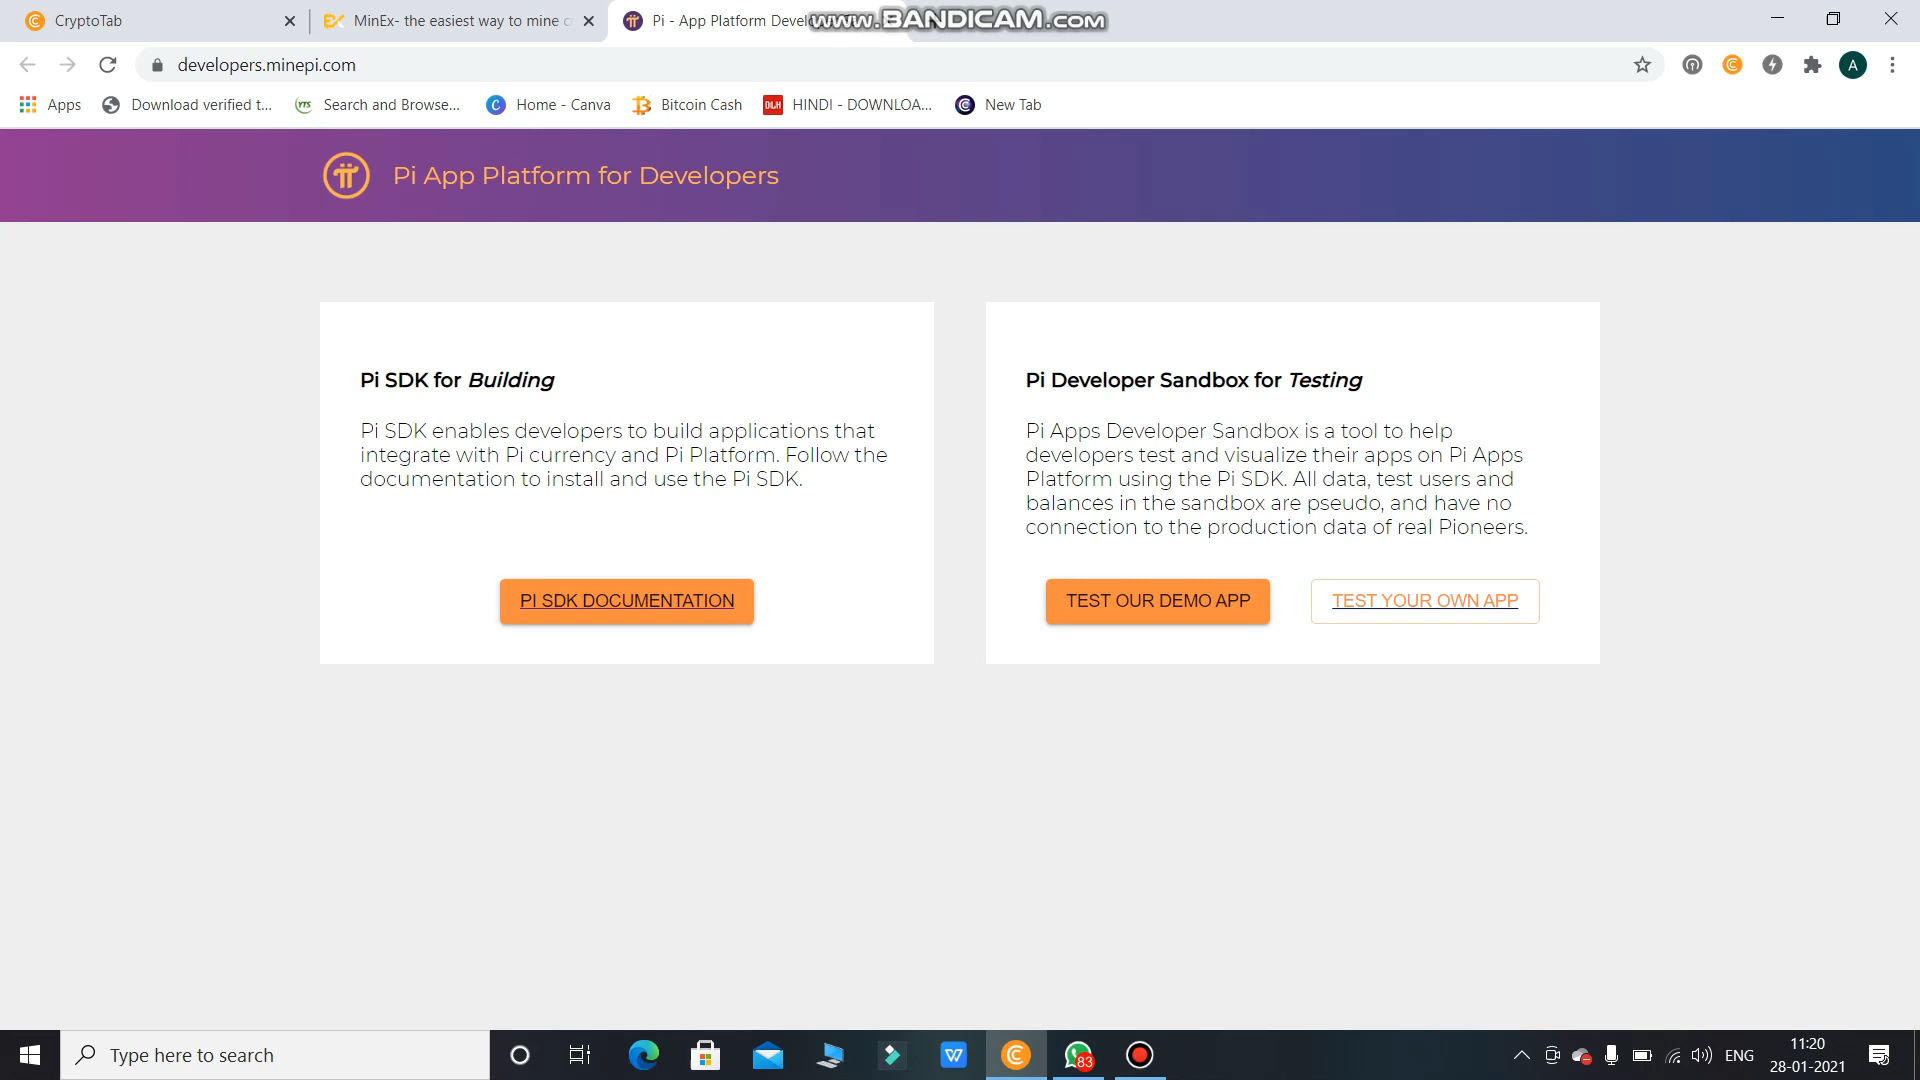 CryptoTab
MinEx- the easiest way to mine c
Pi - App Platform Devel
www.BANDICAM.com
developers.minepi.com
A
Apps
Download verified t...
YTS
Search and Browse...
C
Home - Canva
Bitcoin Cash
DLH
HINDI - DOWNLOA...
New Tab
Pi App Platform for Developers
Pi SDK for Building
Pi SDK enables developers to build applications that
integrate with Pi currency and Pi Platform. Follow the
documentation to install and use the Pi SDK.
PI SDK DOCUMENTATION
Pi Developer Sandbox for Testing
Pi Apps Developer Sandbox is a tool to help
developers test and visualize their apps on Pi Apps
Platform using the Pi SDK. All data, test users and
balances in the sandbox are pseudo, and have no
connection to the production data of real Pioneers.
TEST OUR DEMO APP
TEST YOUR OWN APP
Type here to search
W
C
83
ENG
11:20
28-01-2021